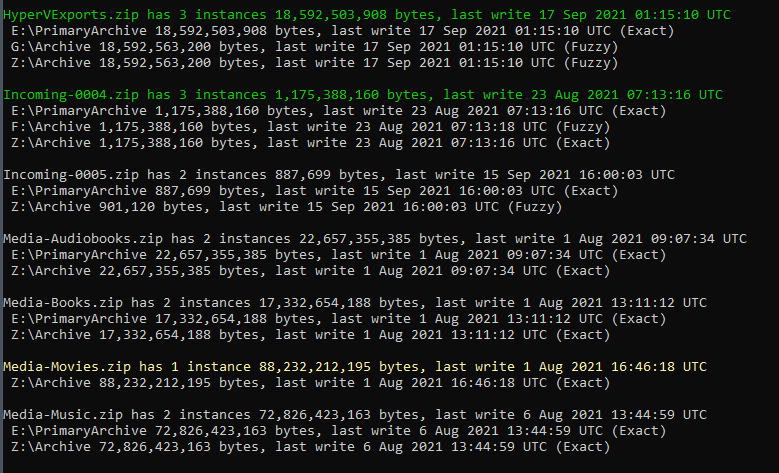 HyperVExports.zip has 3 instances 18,592,503,908 bytes, last write 17 Sep 2021 01:15:10 UTC
E:\PrimaryArchive 18,592,503,908 bytes, last write 17 Sep 2021 01:15:10 UTC (Exact)
G:\Archive 18,592,563,200 bytes, last write 17 Sep 2021 01:15:10 UTC (Fuzzy)
Z:\Archive 18,592,563,200 bytes, last write 17 Sep 2021 01:15:10 UTC (Fuzzy)
Incoming-0004.zip has 3 instances 1,175,388,160 bytes, last write 23 Aug 2021 07:13:16 UTC
E:\PrimaryArchive 1,175,388,160 bytes, last write 23 Aug 2021 07:13:16 UTC (Exact)
F:\Archive 1,175,388,160 bytes, last write 23 Aug 2021 07:13:18 UTC (Fuzzy)
Z:\Archive 1,175,388,160 bytes, last write 23 Aug 2021 07:13:16 UTC (Exact)
Incoming-0005.zip has 2 instances 887,699 bytes, last write 15 Sep 2021 16:00:03 UTC
E:\PrimaryArchive 887,699 bytes, last write 15 Sep 2021 16:00:03 UTC (Exact)
Z:\Archive 901,120 bytes, last write 15 Sep 2021 16:00:03 UTC (Fuzzy)
Media-Audiobooks.zip has 2 instances 22,657,355,385 bytes, last write 1 Aug 2021 09:07:34 UTC
E:\PrimaryArchive 22,657,355,385 bytes, last write 1 Aug 2021 09:07:34 UTC (Exact)
Z:\Archive 22,657,355,385 bytes, last write 1 Aug 2021 09:07:34 UTC (Exact)
Media-Books.zip has 2 instances 17,332,654,188 bytes, last write 1 Aug 2021 13:11:12 UTC
E:\PrimaryArchive 17,332,654,188 bytes, last write 1 Aug 2021 13:11:12 UTC (Exact)
Z:\Archive 17,332,654,188 bytes, last write 1 Aug 2021 13:11:12 UTC (Exact)
Media-Movies.zip has 1 instance 88,232,212,195 bytes, last write 1 Aug 2021 16:46:18 UTC
Z:\Archive 88,232,212,195 bytes, last write 1 Aug 2021 16:46:18 UTC (Exact)
Media-Music.zip has 2 instances 72,826,423,163 bytes, last write 6 Aug 2021 13:44:59 UTC
E:\PrimaryArchive 72,826,423,163 bytes, last write 6 Aug 2021 13:44:59 UTC (Exact)
Z:\Archive 72,826,423,163 bytes, last write 6 Aug 2021 13:44:59 UTC (Exact)